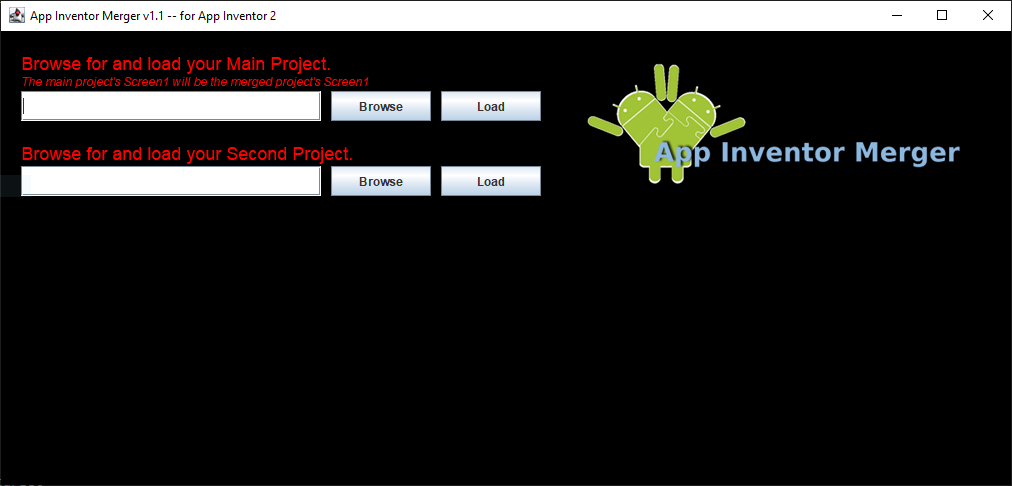 App Inventor Merger v1.1 -- for App Inventor 2
Browse for and load your Main Project.
The main project's Screen1 will be the merged project's Screen1
Browse Load
Browse for and load your Second Project.
Browse Load
App Inventor Merger